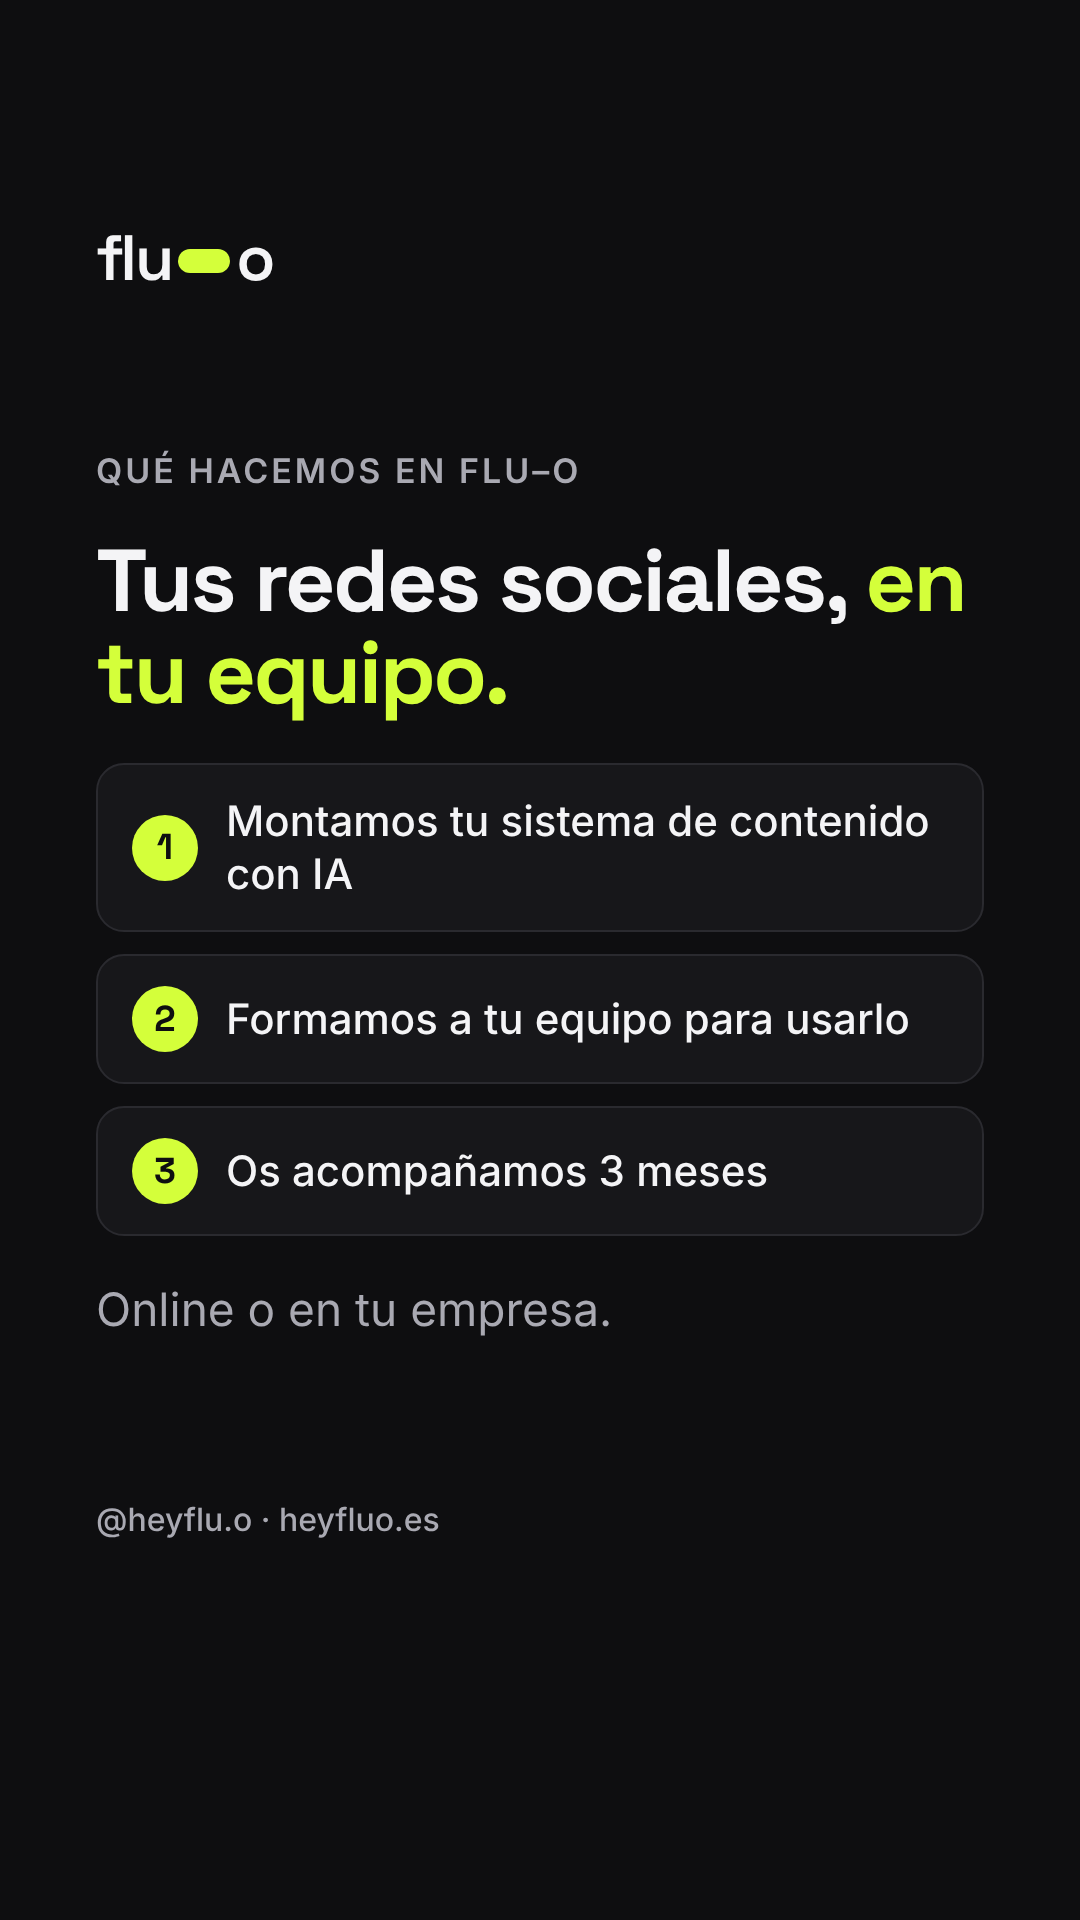 flu–o
QUÉ HACEMOS EN FLU–O
Tus redes sociales, en
tu equipo.
1 Montamos tu sistema de contenido
con IA
2 Formamos a tu equipo para usarlo
3 Os acompañamos 3 meses
Online o en tu empresa.
@heyflu.o · heyfluo.es